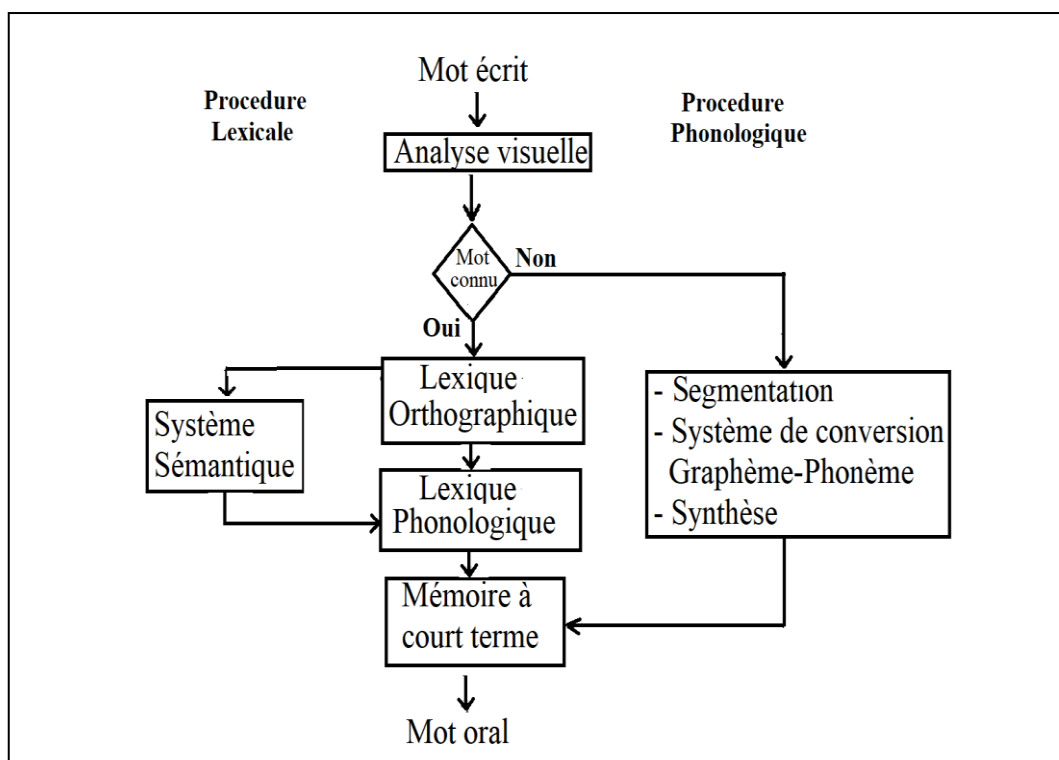 Mot écrit
Procedure
Lexicale
Procedure
Phonologique
Analyse visuelle
Mot
connu
Non
Oui
Lexique
Orthographique
Système
Sémantique
Lexique
Phonologique
- Segmentation
- Système de conversion
Graphème-Phonème
- Synthèse
Mémoire à
court terme
Mot oral